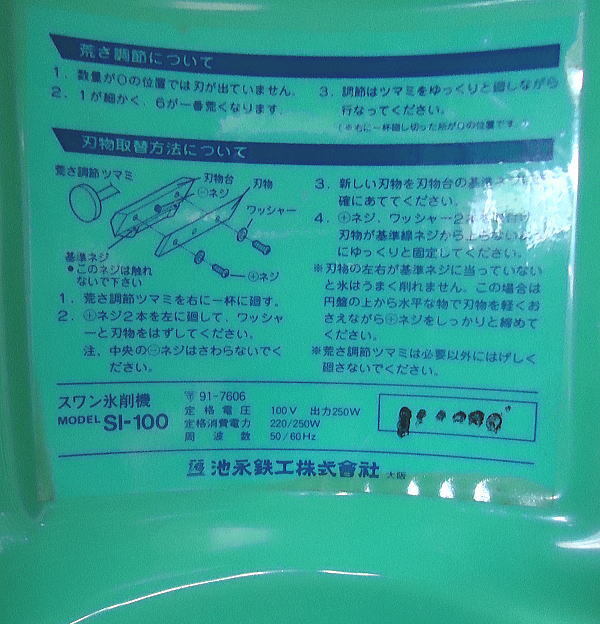 荒さ調節について
1．数量が0の位置では刃が出ていません。
2．1が細かく、6が一番荒くなります。
3．調節はツマミをゆっくりと廻しながら
行なってください。
(※右に一杯廻し切った所が0の位置です。)
刃物取替方法について
荒さ調節ツマミ
刃物台
⊖ネジ
刃物
ワッシャー
基準ネジ
●このネジは触れ
ないで下さい
⊕ネジ
1．荒さ調節ツマミを右に一杯に廻す。
2．⊕ネジ2本を左に廻して、ワッシャ
ーと刃物をはずしてください。
注．中央の⊖ネジはさわらないでく
ださい。
3．新しい刃物を刃物台の基準
確にあててください。
4．⊕ネジ、ワッシャー2
刃物が基準線ネジから
にゆっくりと固定してください。
※刃物の左右が基準ネジに当っていない
と氷はうまく削れません。この場合は
円盤の上から水平な物で刃物を軽くお
さえながら⊕ネジをしっかりと締めて
ください。
※荒さ調節ツマミは必要以外にはげしく
廻さないでください。
スワン氷削機
MODEL SI-100
〒91-7606
定格電圧 100V 出力250W
定格消費電力 220/250W
周波数 50/60Hz
池永鉄工株式會社 大阪